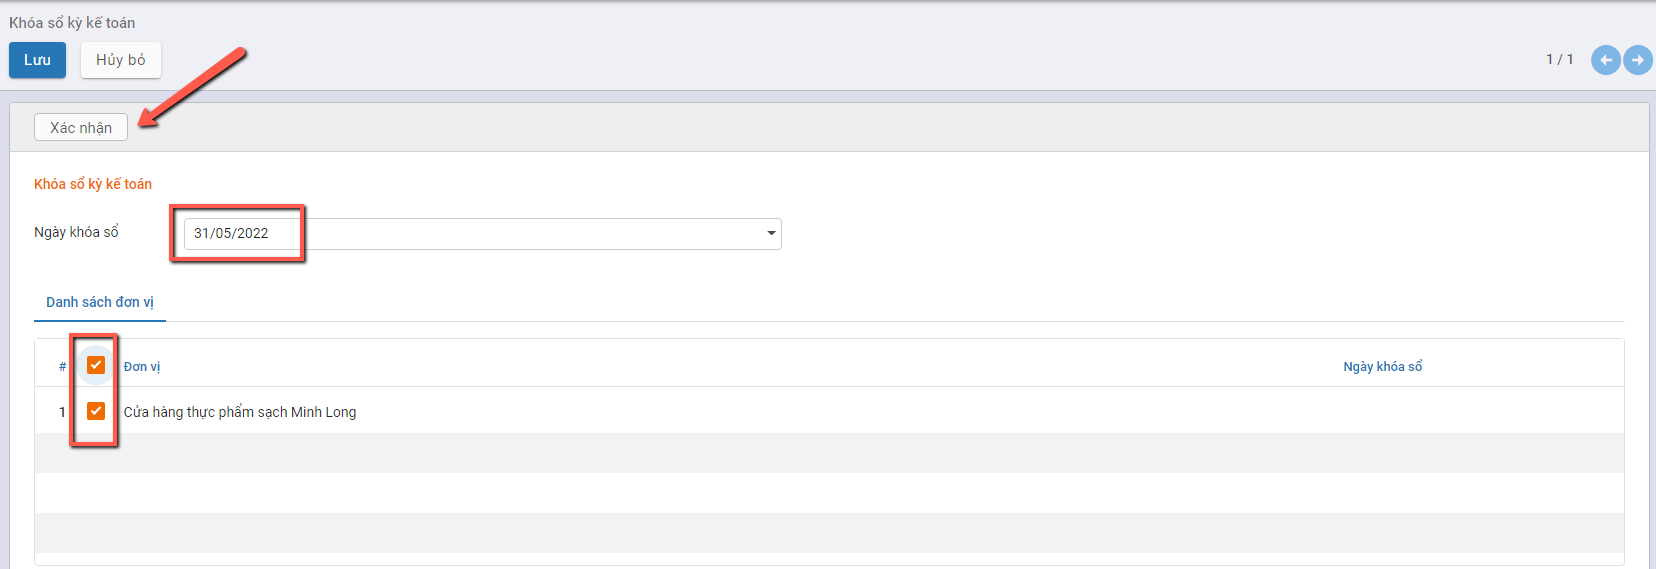 Khóa sổ kỳ kế toán
Lưu Hủy bỏ 1 / 1
Xác nhận
Khóa sổ kỳ kế toán
Ngày khóa sổ 31/05/2022
Danh sách đơn vị
# Đơn vị Ngày khóa sổ
1 Cửa hàng thực phẩm sạch Minh Long